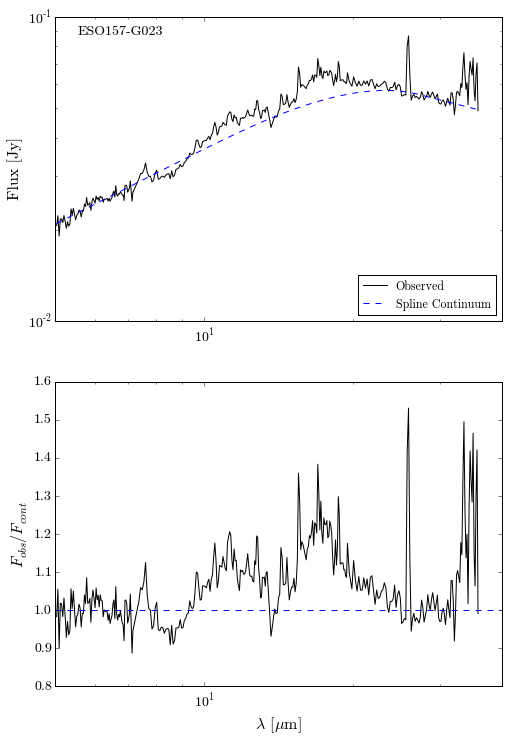 10^-1
ESO157-G023
Flux [Jy]
Observed
Spline Continuum
10^-2
10^1
1.6
1.5
1.4
1.3
1.2
1.1
1.0
0.9
0.8
F_obs/F_cont
10^1
λ [μm]